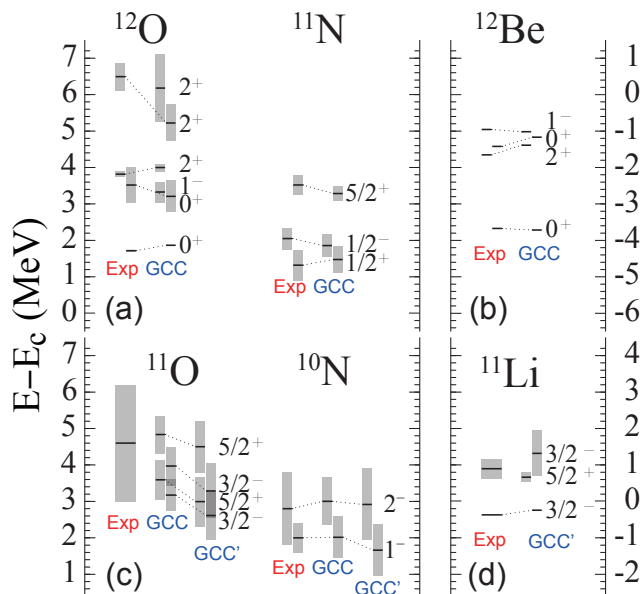 ¹²O ¹¹N ¹²Be
7 1
6 0
5 -1
4 -2
3 -3
2 -4
1 -5
0 -6
2⁺
2⁺
2⁺
1⁻
0⁺
0⁺
Exp GCC
(a)
5/2⁺
1/2⁻
1/2⁺
Exp GCC
1⁻
0⁺
2⁺
0⁺
Exp GCC
(b)
E−E_c (MeV)
¹¹O ¹⁰N ¹¹Li
7 4
6 3
5 2
4 1
3 0
2 -1
1 -2
5/2⁺
3/2⁻
5/2⁺
3/2⁻
Exp GCC GCC'
(c)
2⁻
1⁻
Exp GCC GCC'
3/2⁻
5/2⁺
3/2⁻
Exp GCC'
(d)